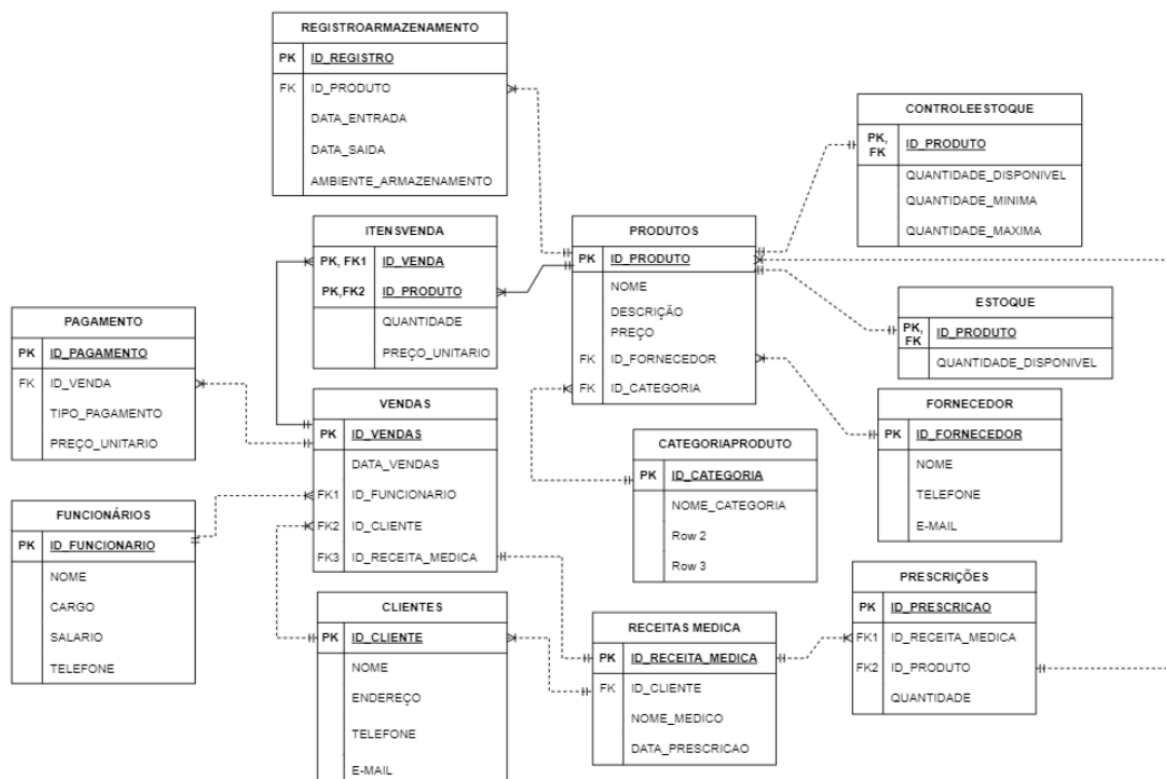 REGISTROARMAZENAMENTO
PK ID_REGISTRO
FK ID_PRODUTO
DATA_ENTRADA
DATA_SAIDA
AMBIENTE_ARMAZENAMENTO
CONTROLEESTOQUE
PK, FK ID_PRODUTO
QUANTIDADE_DISPONIVEL
QUANTIDADE_MINIMA
QUANTIDADE_MAXIMA
ITENSVENDA
PK, FK1 ID_VENDA
PK,FK2 ID_PRODUTO
QUANTIDADE
PREÇO_UNITARIO
PRODUTOS
PK ID_PRODUTO
NOME
DESCRIÇÃO
PREÇO
FK ID_FORNECEDOR
FK ID_CATEGORIA
ESTOQUE
PK, FK ID_PRODUTO
QUANTIDADE_DISPONIVEL
PAGAMENTO
PK ID_PAGAMENTO
FK ID_VENDA
TIPO_PAGAMENTO
PREÇO_UNITARIO
VENDAS
PK ID_VENDAS
DATA_VENDAS
FK1 ID_FUNCIONARIO
FK2 ID_CLIENTE
FK3 ID_RECEITA_MEDICA
CATEGORIAPRODUTO
PK ID_CATEGORIA
NOME_CATEGORIA
Row 2
Row 3
FORNECEDOR
PK ID_FORNECEDOR
NOME
TELEFONE
E-MAIL
FUNCIONÁRIOS
PK ID_FUNCIONARIO
NOME
CARGO
SALARIO
TELEFONE
CLIENTES
PK ID_CLIENTE
NOME
ENDEREÇO
TELEFONE
E-MAIL
RECEITAS MEDICA
PK ID_RECEITA_MEDICA
FK ID_CLIENTE
NOME_MEDICO
DATA_PRESCRICAO
PRESCRIÇÕES
PK ID_PRESCRICAO
FK1 ID_RECEITA_MEDICA
FK2 ID_PRODUTO
QUANTIDADE